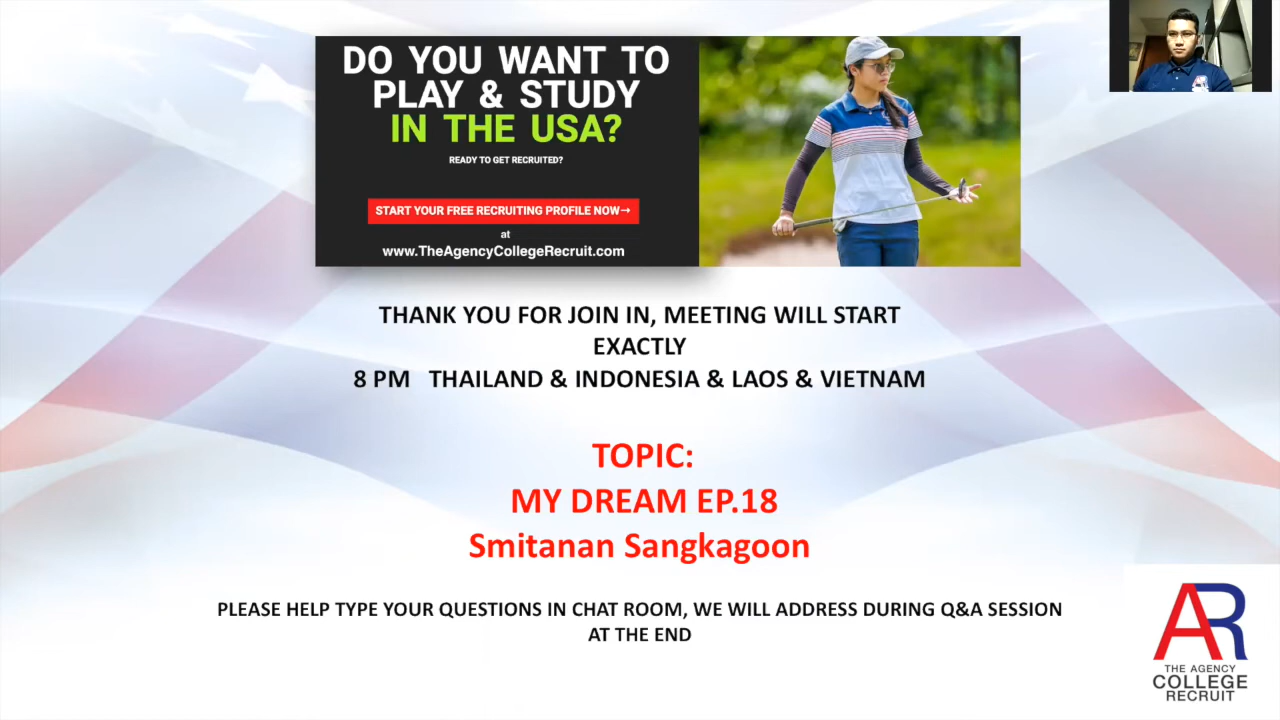 DO YOU WANT TO
PLAY & STUDY
IN THE USA?
READY TO GET RECRUITED?
START YOUR FREE RECRUITING PROFILE NOW→
at
www.TheAgencyCollegeRecruit.com
THANK YOU FOR JOIN IN, MEETING WILL START
EXACTLY
8 PM THAILAND & INDONESIA & LAOS & VIETNAM
TOPIC:
MY DREAM EP.18
Smitanan Sangkagoon
PLEASE HELP TYPE YOUR QUESTIONS IN CHAT ROOM, WE WILL ADDRESS DURING Q&A SESSION
AT THE END
AR
THE AGENCY
COLLEGE
RECRUIT